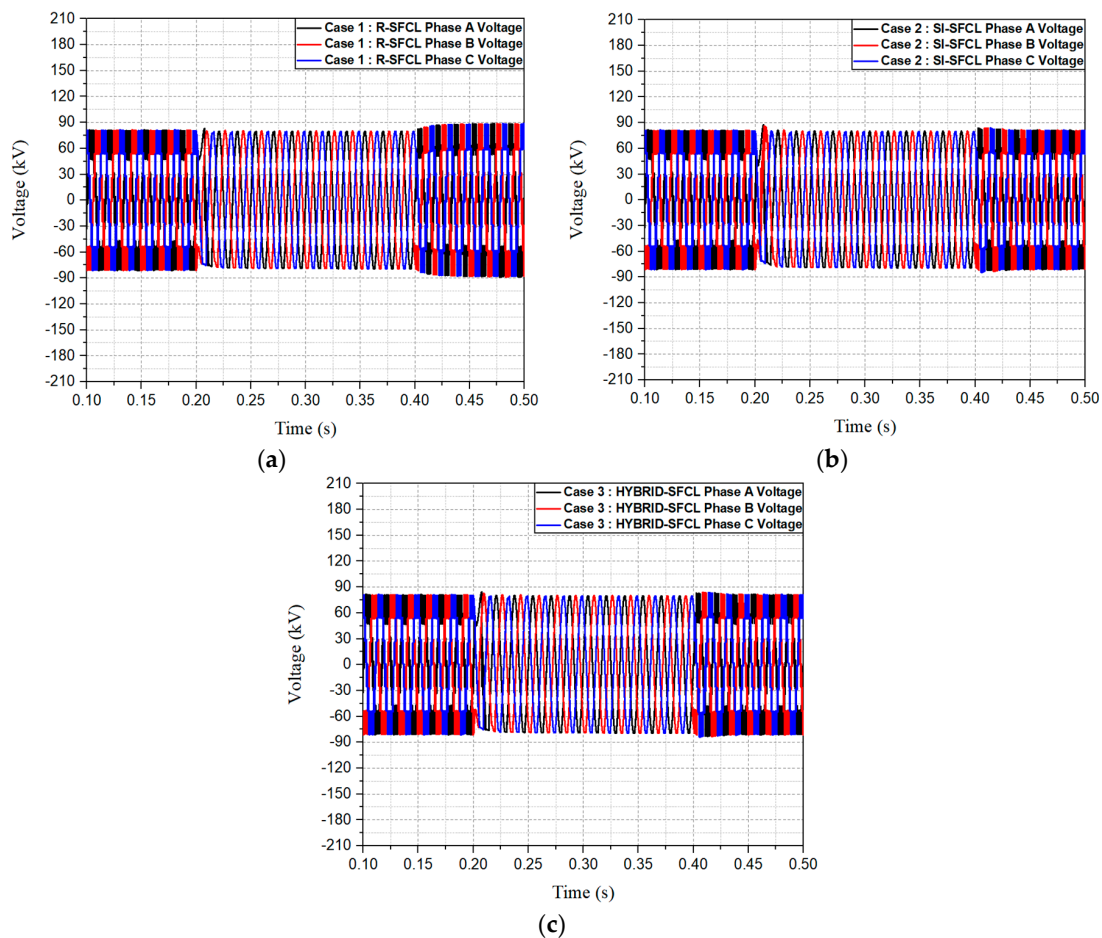 Case 1 : R-SFCL Phase A Voltage
Case 1 : R-SFCL Phase B Voltage
Case 1 : R-SFCL Phase C Voltage
210
180
150
120
90
60
30
0
-30
-60
-90
-120
-150
-180
-210
Voltage (kV)
0.10 0.15 0.20 0.25 0.30 0.35 0.40 0.45 0.50
Time (s)
(a)
Case 2 : SI-SFCL Phase A Voltage
Case 2 : SI-SFCL Phase B Voltage
Case 2 : SI-SFCL Phase C Voltage
210
180
150
120
90
60
30
0
-30
-60
-90
-120
-150
-180
-210
Voltage (kV)
0.10 0.15 0.20 0.25 0.30 0.35 0.40 0.45 0.50
Time (s)
(b)
Case 3 : HYBRID-SFCL Phase A Voltage
Case 3 : HYBRID-SFCL Phase B Voltage
Case 3 : HYBRID-SFCL Phase C Voltage
210
180
150
120
90
60
30
0
-30
-60
-90
-120
-150
-180
-210
Voltage (kV)
0.10 0.15 0.20 0.25 0.30 0.35 0.40 0.45 0.50
Time (s)
(c)